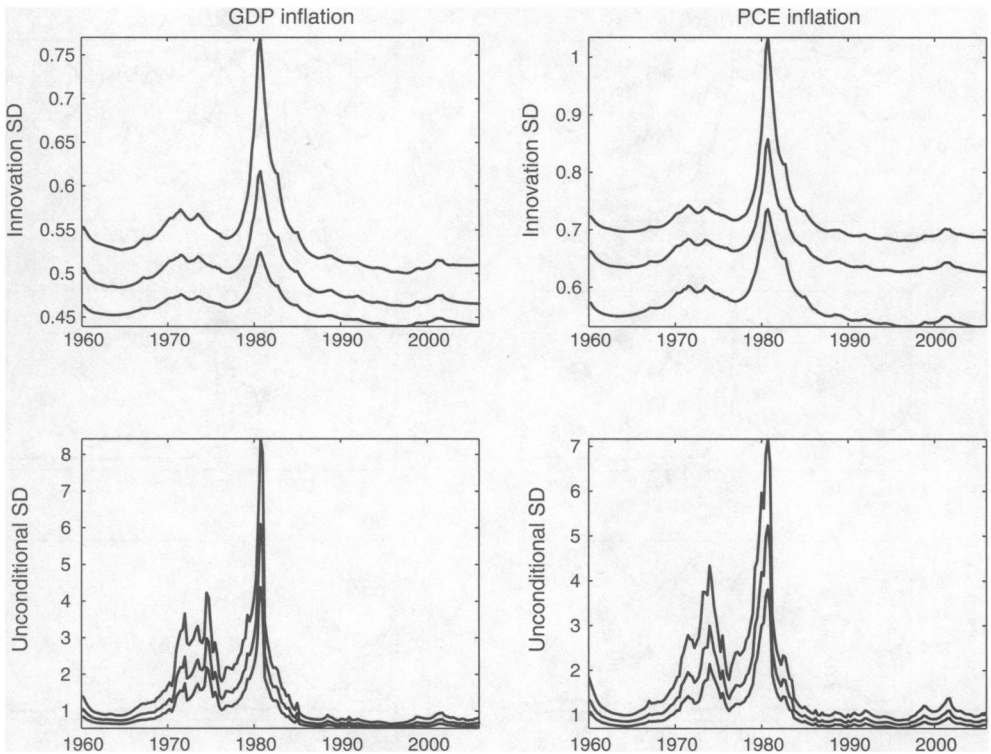 GDP inflation
PCE inflation
Innovation SD
0.75
0.7
0.65
0.6
0.55
0.5
0.45
1960 1970 1980 1990 2000
Innovation SD
1
0.9
0.8
0.7
0.6
1960 1970 1980 1990 2000
Unconditional SD
8
7
6
5
4
3
2
1
1960 1970 1980 1990 2000
Unconditional SD
7
6
5
4
3
2
1
1960 1970 1980 1990 2000